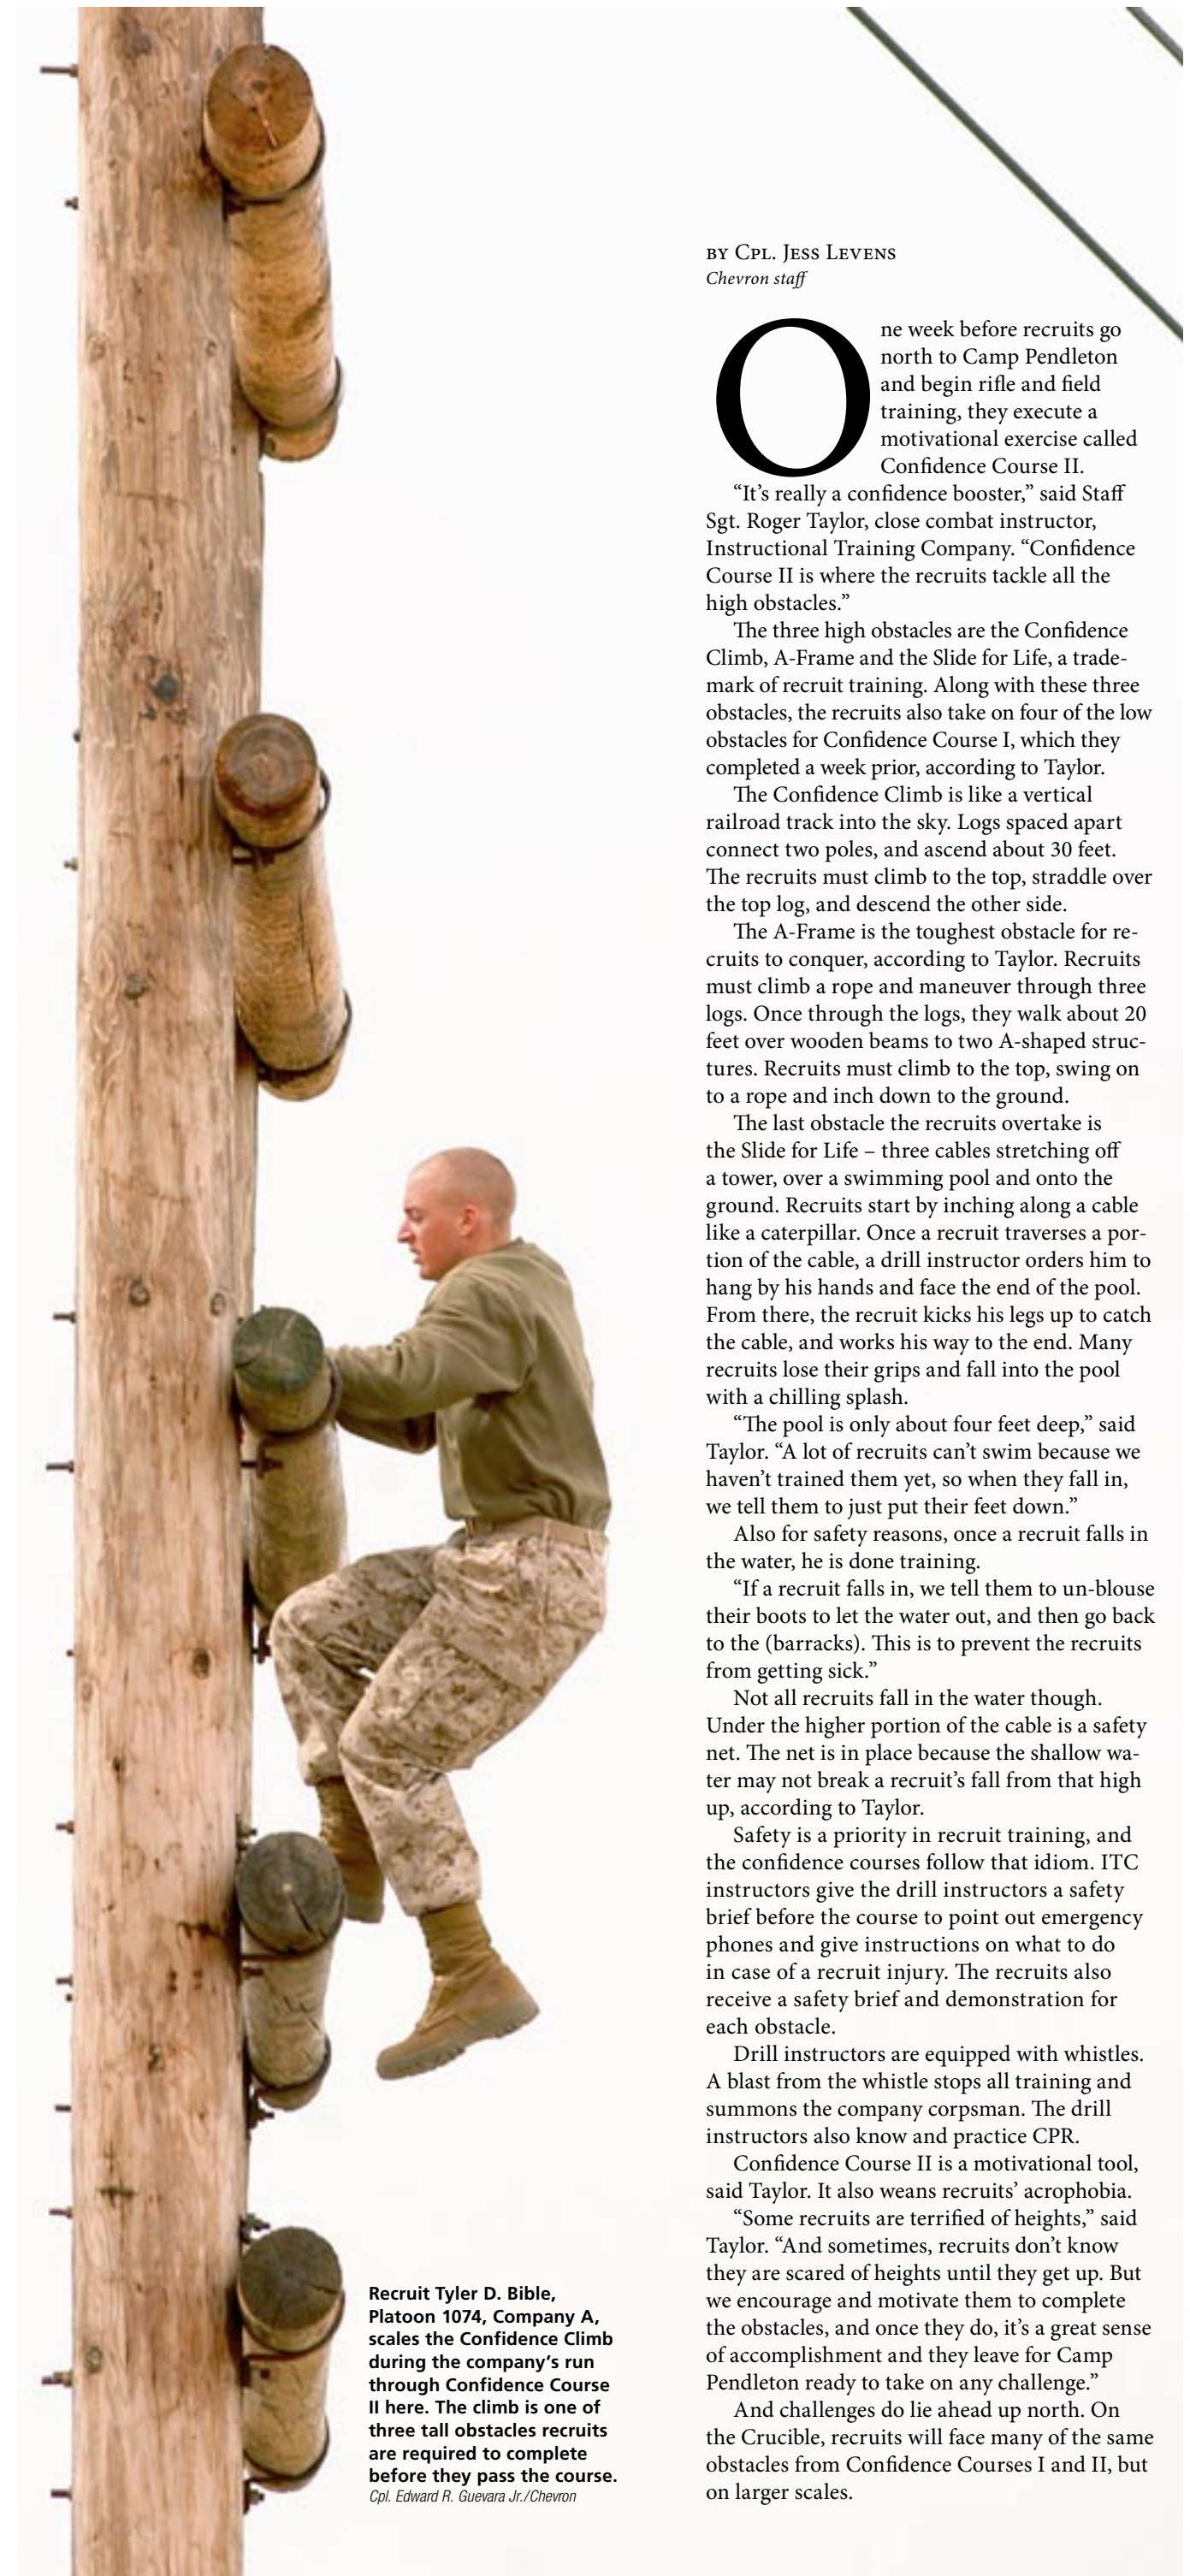 BY CPL. JESS LEVENS
Chevron staff
One week before recruits go
north to Camp Pendleton
and begin rifle and field
training, they execute a
motivational exercise called
Confidence Course II.
“It’s really a confidence booster,” said Staff
Sgt. Roger Taylor, close combat instructor,
Instructional Training Company. “Confidence
Course II is where the recruits tackle all the
high obstacles.”
The three high obstacles are the Confidence
Climb, A-Frame and the Slide for Life, a trade-
mark of recruit training. Along with these three
obstacles, the recruits also take on four of the low
obstacles for Confidence Course I, which they
completed a week prior, according to Taylor.
The Confidence Climb is like a vertical
railroad track into the sky. Logs spaced apart
connect two poles, and ascend about 30 feet.
The recruits must climb to the top, straddle over
the top log, and descend the other side.
The A-Frame is the toughest obstacle for re-
cruits to conquer, according to Taylor. Recruits
must climb a rope and maneuver through three
logs. Once through the logs, they walk about 20
feet over wooden beams to two A-shaped struc-
tures. Recruits must climb to the top, swing on
to a rope and inch down to the ground.
The last obstacle the recruits overtake is
the Slide for Life – three cables stretching off
a tower, over a swimming pool and onto the
ground. Recruits start by inching along a cable
like a caterpillar. Once a recruit traverses a por-
tion of the cable, a drill instructor orders him to
hang by his hands and face the end of the pool.
From there, the recruit kicks his legs up to catch
the cable, and works his way to the end. Many
recruits lose their grips and fall into the pool
with a chilling splash.
“The pool is only about four feet deep,” said
Taylor. “A lot of recruits can’t swim because we
haven’t trained them yet, so when they fall in,
we tell them to just put their feet down.”
Also for safety reasons, once a recruit falls in
the water, he is done training.
“If a recruit falls in, we tell them to un-blouse
their boots to let the water out, and then go back
to the (barracks). This is to prevent the recruits
from getting sick.”
Not all recruits fall in the water though.
Under the higher portion of the cable is a safety
net. The net is in place because the shallow wa-
ter may not break a recruit’s fall from that high
up, according to Taylor.
Safety is a priority in recruit training, and
the confidence courses follow that idiom. ITC
instructors give the drill instructors a safety
brief before the course to point out emergency
phones and give instructions on what to do
in case of a recruit injury. The recruits also
receive a safety brief and demonstration for
each obstacle.
Drill instructors are equipped with whistles.
A blast from the whistle stops all training and
summons the company corpsman. The drill
instructors also know and practice CPR.
Confidence Course II is a motivational tool,
said Taylor. It also weans recruits’ acrophobia.
“Some recruits are terrified of heights,” said
Taylor. “And sometimes, recruits don’t know
they are scared of heights until they get up. But
we encourage and motivate them to complete
the obstacles, and once they do, it’s a great sense
of accomplishment and they leave for Camp
Pendleton ready to take on any challenge.”
And challenges do lie ahead up north. On
the Crucible, recruits will face many of the same
obstacles from Confidence Courses I and II, but
on larger scales.
Recruit Tyler D. Bible,
Platoon 1074, Company A,
scales the Confidence Climb
during the company’s run
through Confidence Course
II here. The climb is one of
three tall obstacles recruits
are required to complete
before they pass the course.
Cpl. Edward R. Guevara Jr./Chevron